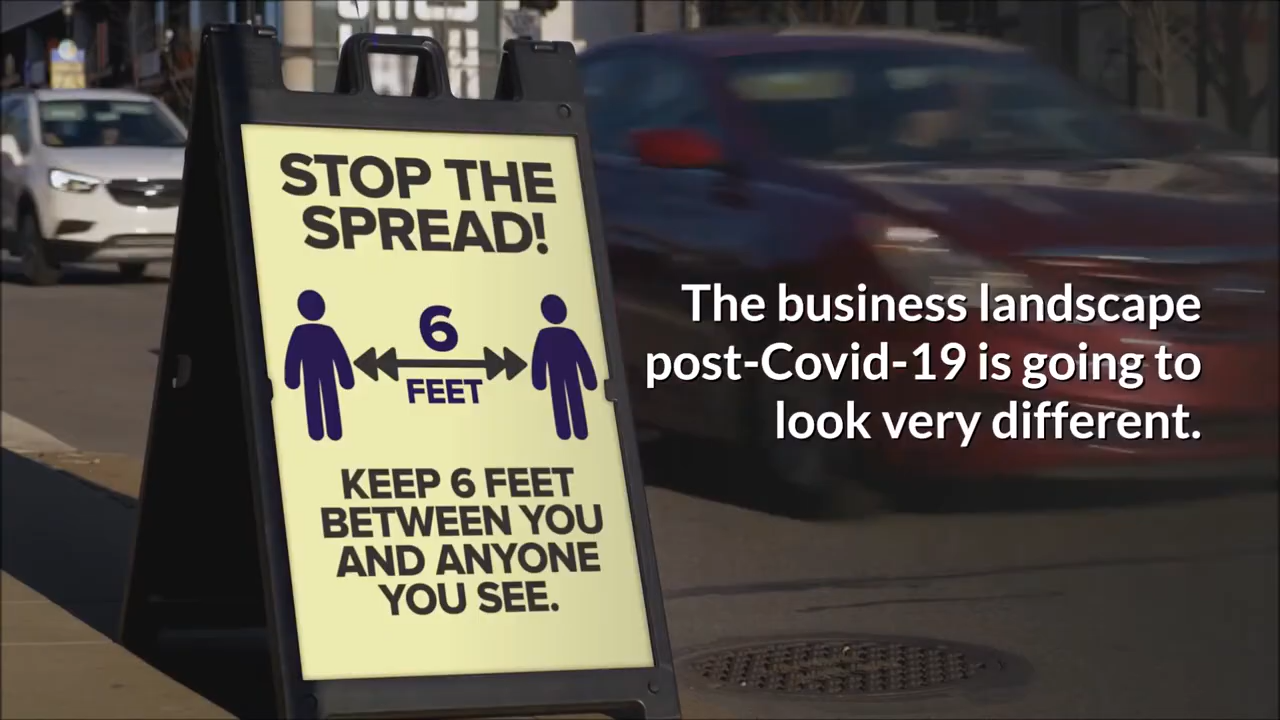 STOP THE
SPREAD!
6
FEET
KEEP 6 FEET
BETWEEN YOU
AND ANYONE
YOU SEE.
The business landscape
post-Covid-19 is going to
look very different.